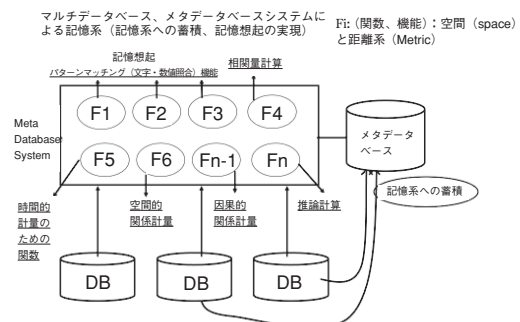 マルチデータベース、メタデータベースシステムに
よる記憶系（記憶系への蓄積、記憶想起の実現）
Fi:（関数、機能）：空間（space）
と距離系（Metric）
記憶想起
パターンマッチング（文字・数値照合）機能
相関量計算
Meta
Database
System
F1
F2
F3
F4
F5
F6
Fn-1
Fn
メタデータ
ベース
記憶系への蓄積
時間的
計量の
ための
関数
空間的
関係計量
因果的
関係計量
推論計算
DB
DB
DB